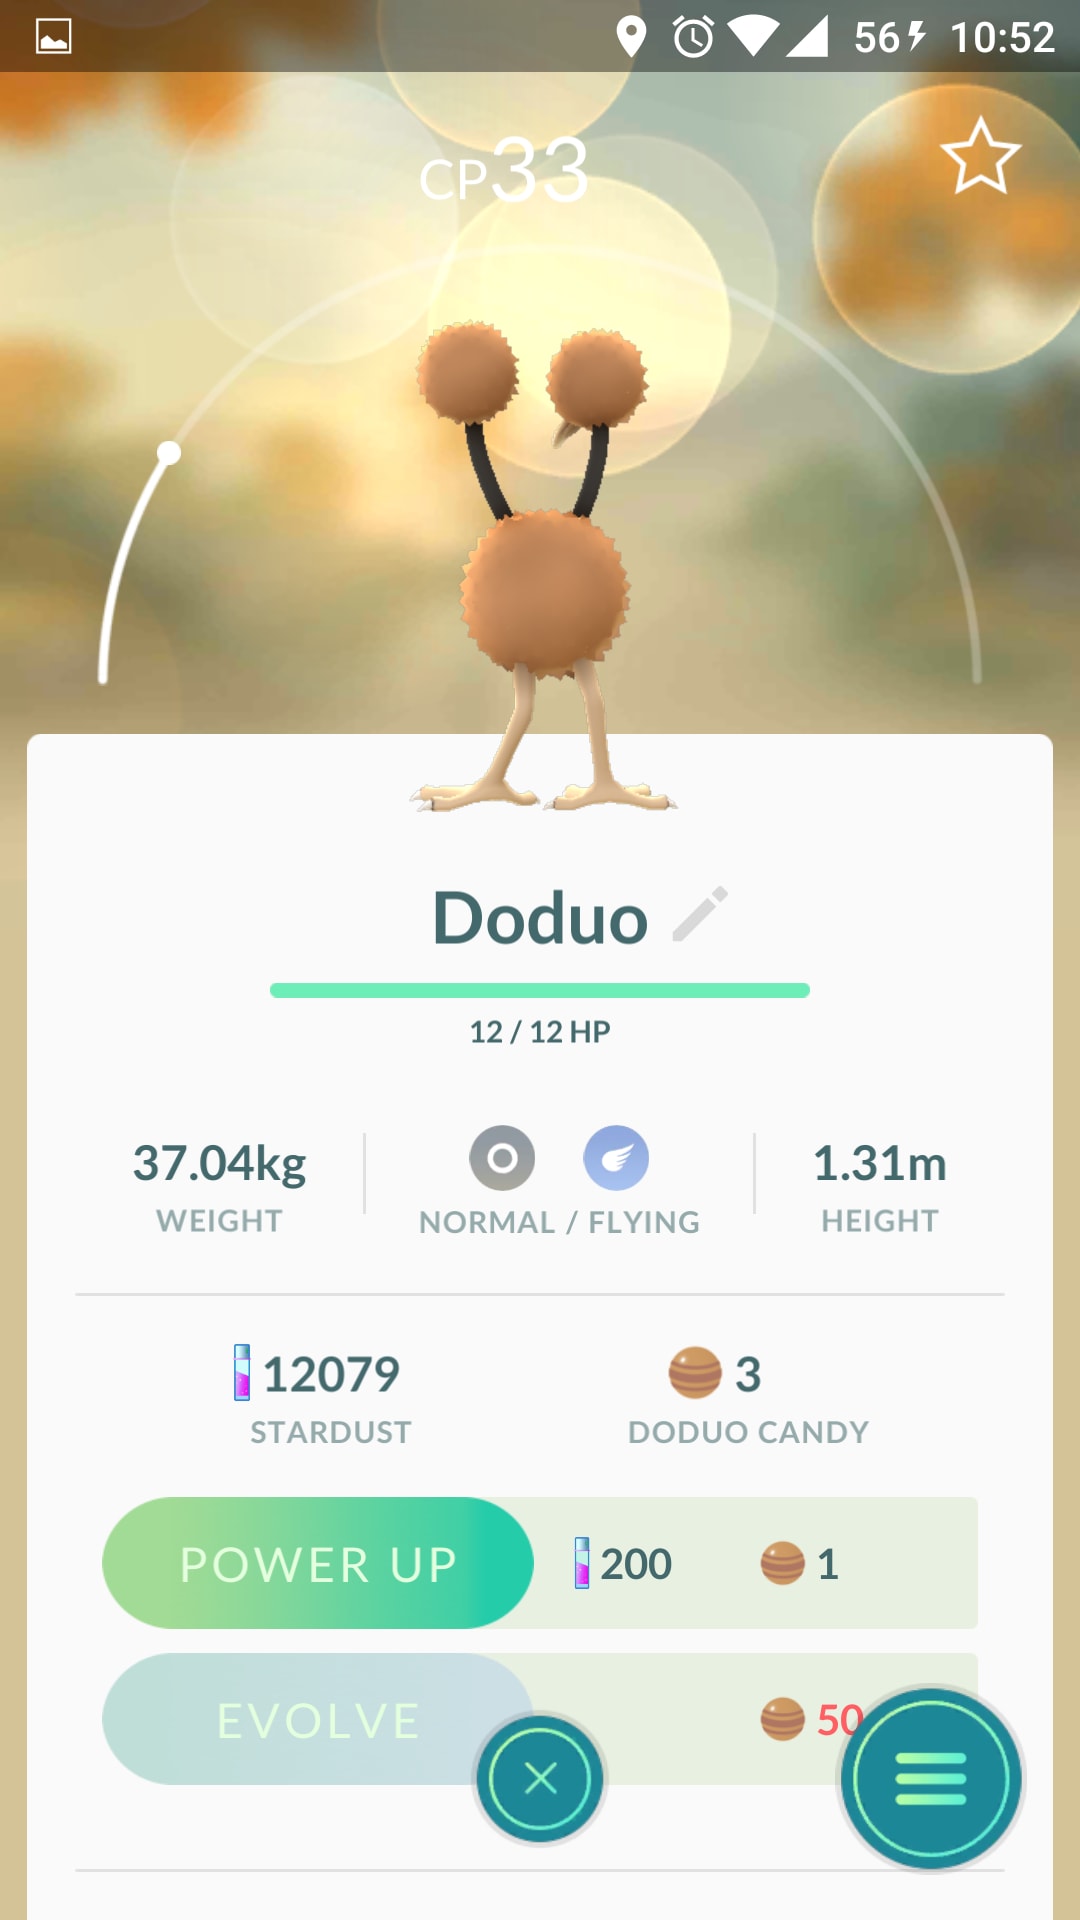 56 10:52
CP33
Doduo
12 / 12 HP
37.04kg
WEIGHT
NORMAL / FLYING
1.31m
HEIGHT
12079
STARDUST
3
DODUO CANDY
POWER UP 200 1
EVOLVE 50